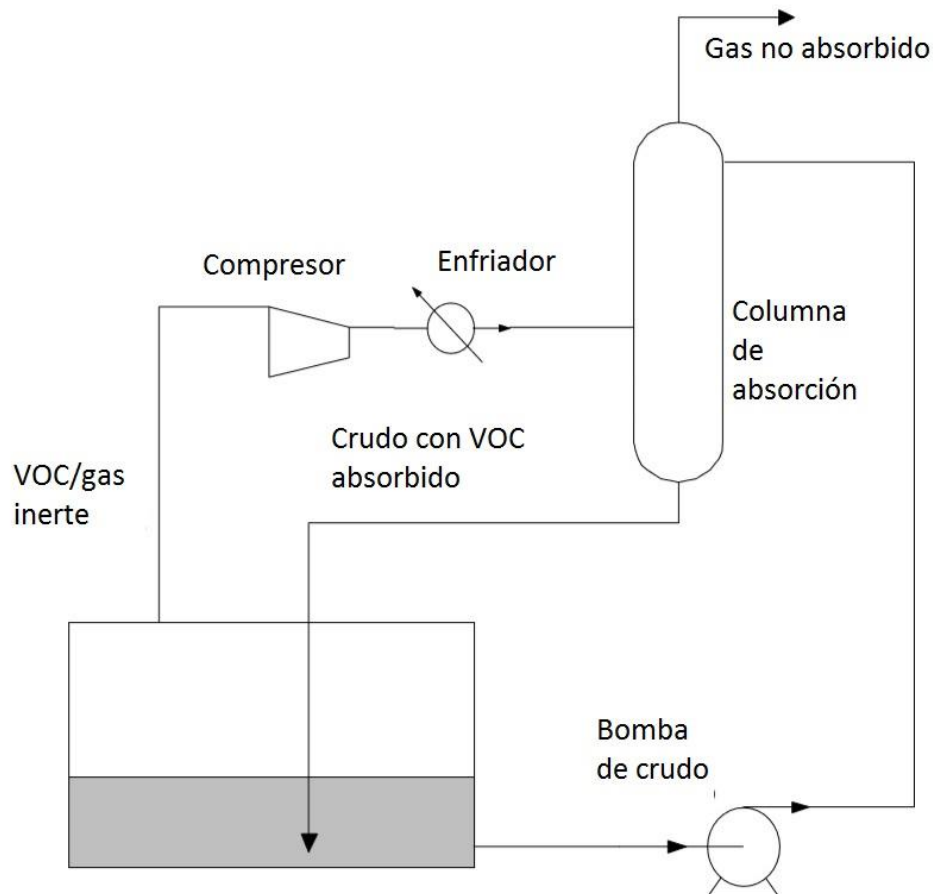 Gas no absorbido
Compresor
Enfriador
Columna
de
absorción
Crudo con VOC
absorbido
VOC/gas
inerte
Bomba
de crudo